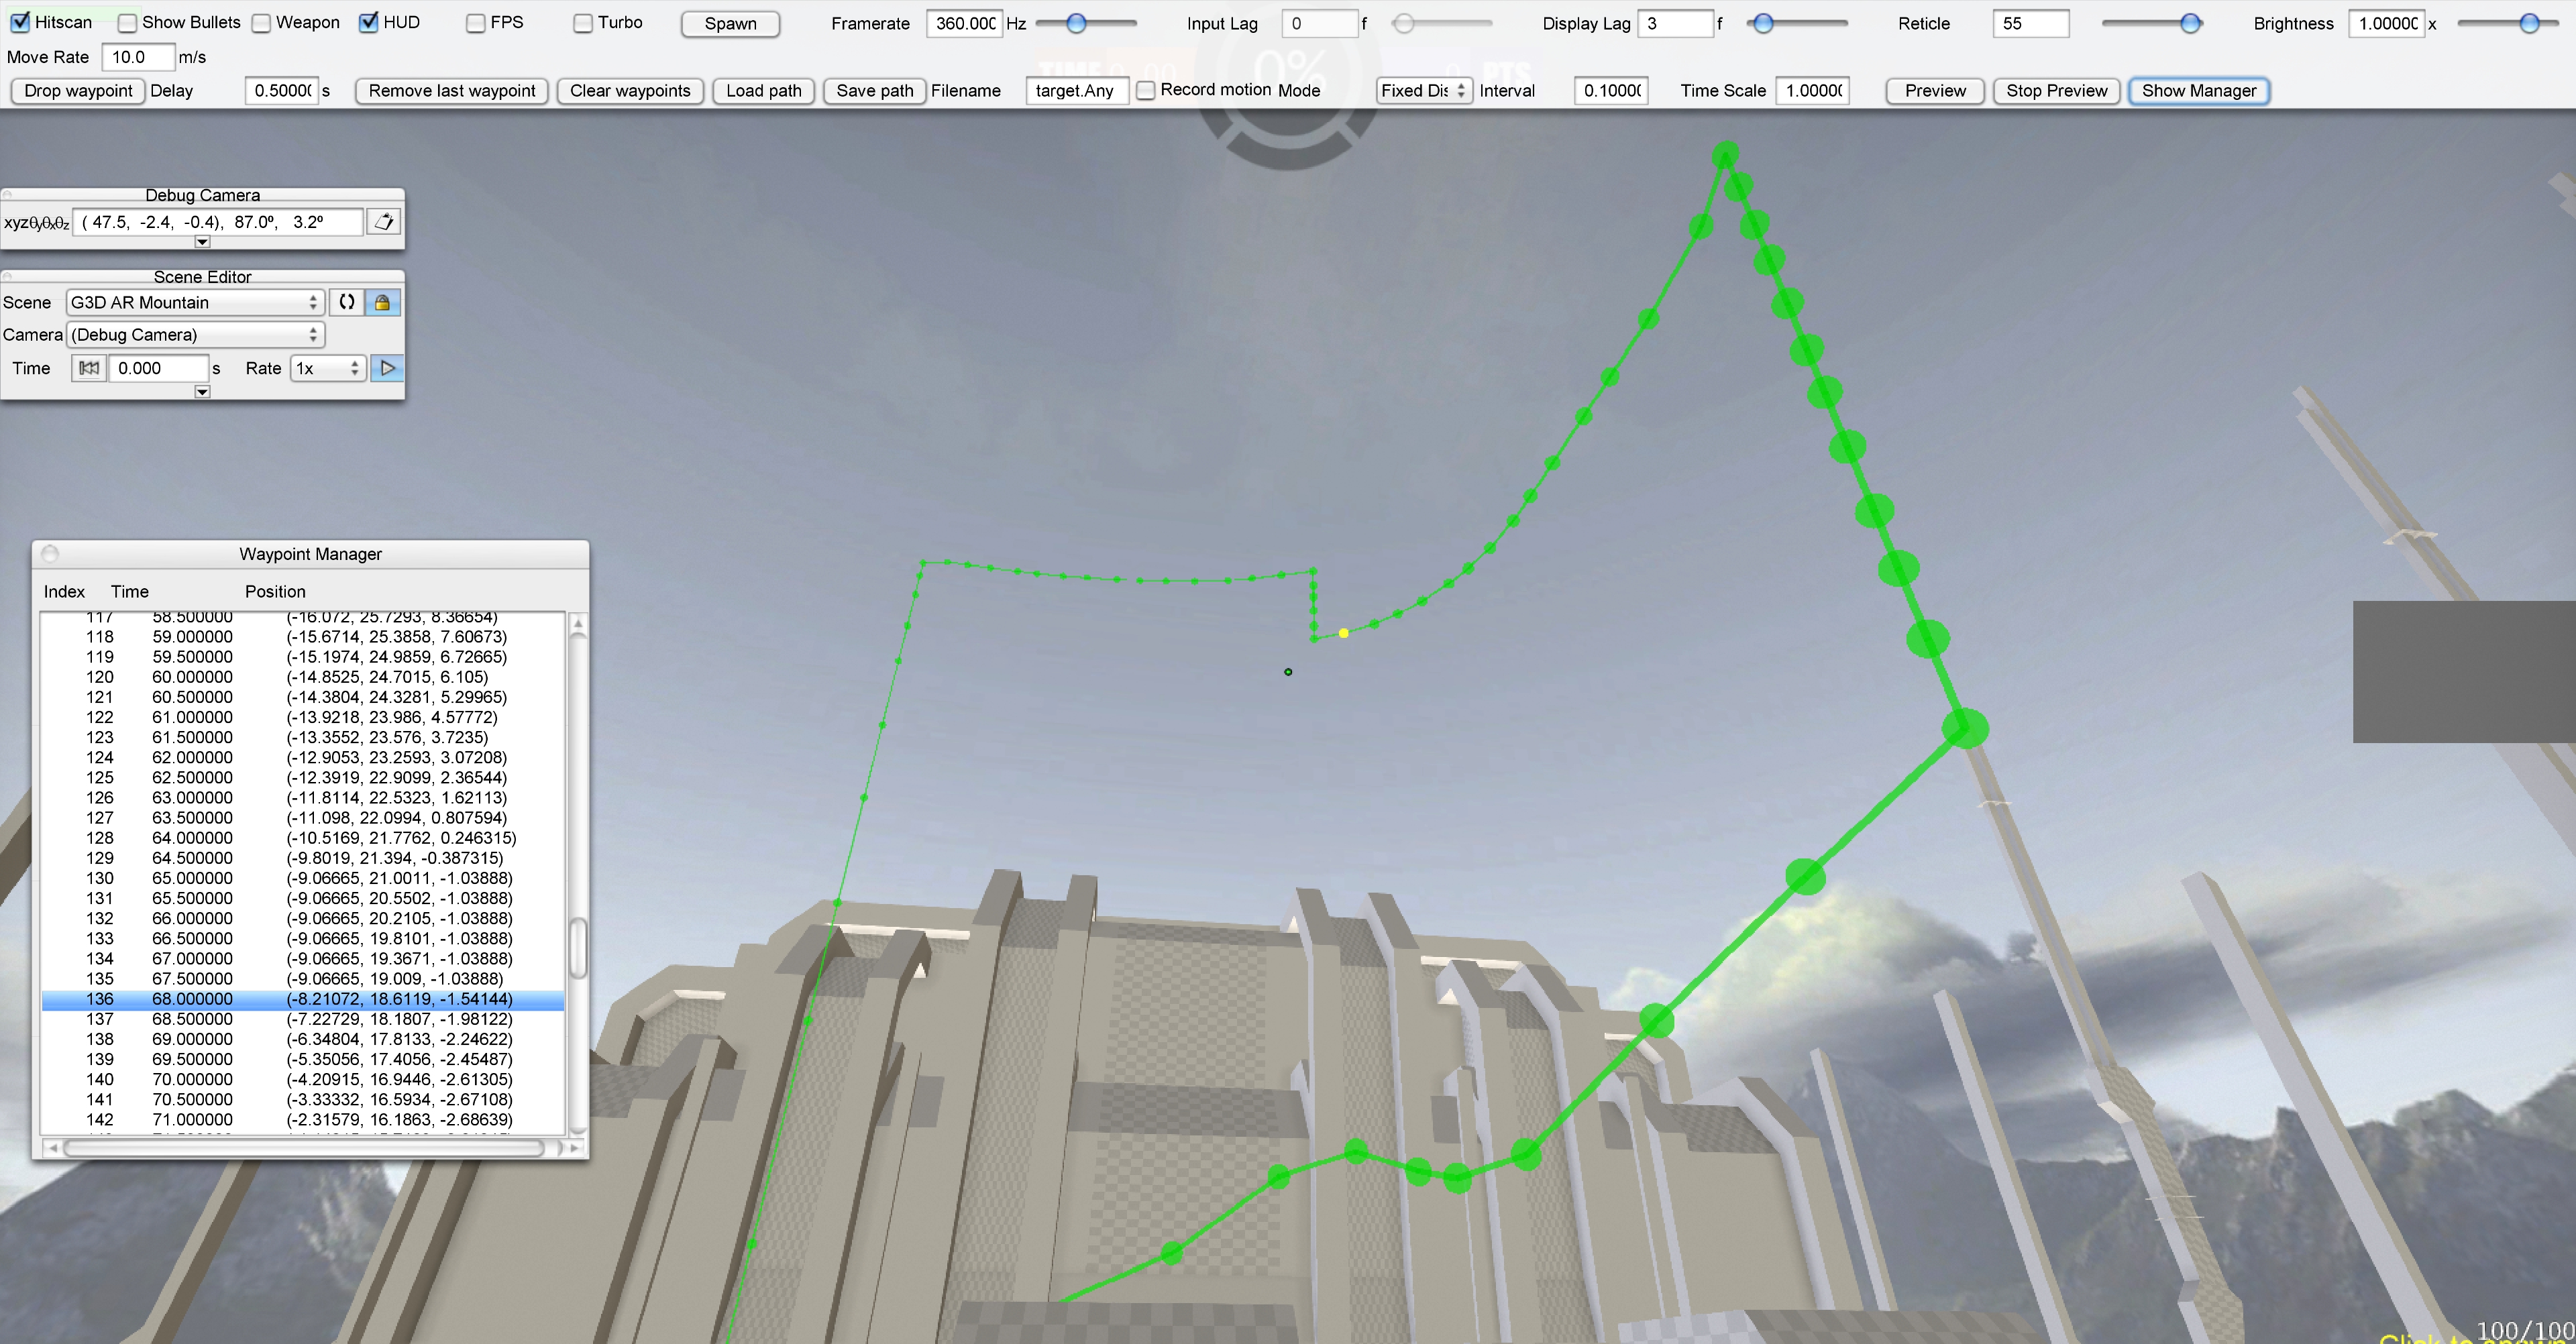 Hitscan Show Bullets Weapon HUD FPS Turbo Spawn Framerate 360.000 Hz Input Lag 0 f Display Lag 3 f Reticle 55 Brightness 1.0000 x
Move Rate 10.0 m/s
Drop waypoint Delay 0.5000 s Remove last waypoint Clear waypoints Load path Save path Filename target.Any Record motion Mode Fixed Dis Interval 0.1000 Time Scale 1.0000 Preview Stop Preview Show Manager
0%
PTS
Debug Camera
xyzθyθxθz ( 47.5, -2.4, -0.4), 87.0º, 3.2º
Scene Editor
Scene G3D AR Mountain
Camera (Debug Camera)
Time 0.000 s Rate 1x
Waypoint Manager
Index Time Position
117 58.500000 (-16.072, 25.7293, 8.36654)
118 59.000000 (-15.6714, 25.3858, 7.60673)
119 59.500000 (-15.1974, 24.9859, 6.72665)
120 60.000000 (-14.8525, 24.7015, 6.105)
121 60.500000 (-14.3804, 24.3281, 5.29965)
122 61.000000 (-13.9218, 23.986, 4.57772)
123 61.500000 (-13.3552, 23.576, 3.7235)
124 62.000000 (-12.9053, 23.2593, 3.07208)
125 62.500000 (-12.3919, 22.9099, 2.36544)
126 63.000000 (-11.8114, 22.5323, 1.62113)
127 63.500000 (-11.098, 22.0994, 0.807594)
128 64.000000 (-10.5169, 21.7762, 0.246315)
129 64.500000 (-9.8019, 21.394, -0.387315)
130 65.000000 (-9.06665, 21.0011, -1.03888)
131 65.500000 (-9.06665, 20.5502, -1.03888)
132 66.000000 (-9.06665, 20.2105, -1.03888)
133 66.500000 (-9.06665, 19.8101, -1.03888)
134 67.000000 (-9.06665, 19.3671, -1.03888)
135 67.500000 (-9.06665, 19.009, -1.03888)
136 68.000000 (-8.21072, 18.6119, -1.54144)
137 68.500000 (-7.22729, 18.1807, -1.98122)
138 69.000000 (-6.34804, 17.8133, -2.24622)
139 69.500000 (-5.35056, 17.4056, -2.45487)
140 70.000000 (-4.20915, 16.9446, -2.61305)
141 70.500000 (-3.33332, 16.5934, -2.67108)
142 71.000000 (-2.31579, 16.1863, -2.68639)
100/100
Click to spawn